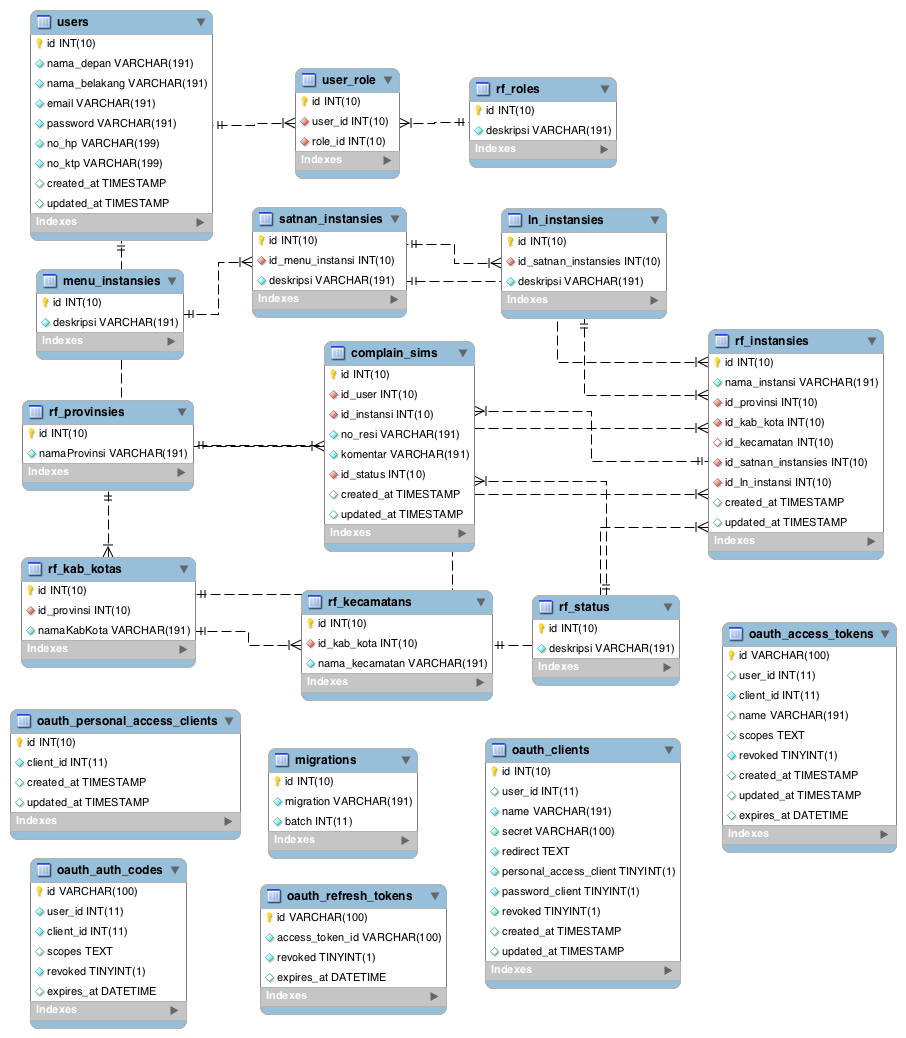 users
id INT(10)
nama_depan VARCHAR(191)
nama_belakang VARCHAR(191)
email VARCHAR(191)
password VARCHAR(191)
no_hp VARCHAR(199)
no_ktp VARCHAR(199)
created_at TIMESTAMP
updated_at TIMESTAMP
Indexes
user_role
id INT(10)
user_id INT(10)
role_id INT(10)
Indexes
rf_roles
id INT(10)
deskripsi VARCHAR(191)
Indexes
satnan_instansies
id INT(10)
id_menu_instansi INT(10)
deskripsi VARCHAR(191)
Indexes
ln_instansies
id INT(10)
id_satnan_instansies INT(10)
deskripsi VARCHAR(191)
Indexes
menu_instansies
id INT(10)
deskripsi VARCHAR(191)
Indexes
complain_sims
id INT(10)
id_user INT(10)
id_instansi INT(10)
no_resi VARCHAR(191)
komentar VARCHAR(191)
id_status INT(10)
created_at TIMESTAMP
updated_at TIMESTAMP
Indexes
rf_instansies
id INT(10)
nama_instansi VARCHAR(191)
id_provinsi INT(10)
id_kab_kota INT(10)
id_kecamatan INT(10)
id_satnan_instansies INT(10)
id_ln_instansi INT(10)
created_at TIMESTAMP
updated_at TIMESTAMP
Indexes
rf_provinsies
id INT(10)
namaProvinsi VARCHAR(191)
Indexes
rf_kab_kotas
id INT(10)
id_provinsi INT(10)
namaKabKota VARCHAR(191)
Indexes
rf_kecamatans
id INT(10)
id_kab_kota INT(10)
nama_kecamatan VARCHAR(191)
Indexes
rf_status
id INT(10)
deskripsi VARCHAR(191)
Indexes
oauth_access_tokens
id VARCHAR(100)
user_id INT(11)
client_id INT(11)
name VARCHAR(191)
scopes TEXT
revoked TINYINT(1)
created_at TIMESTAMP
updated_at TIMESTAMP
expires_at DATETIME
Indexes
oauth_personal_access_clients
id INT(10)
client_id INT(11)
created_at TIMESTAMP
updated_at TIMESTAMP
Indexes
migrations
id INT(10)
migration VARCHAR(191)
batch INT(11)
Indexes
oauth_clients
id INT(10)
user_id INT(11)
name VARCHAR(191)
secret VARCHAR(100)
redirect TEXT
personal_access_client TINYINT(1)
password_client TINYINT(1)
revoked TINYINT(1)
created_at TIMESTAMP
updated_at TIMESTAMP
Indexes
oauth_auth_codes
id VARCHAR(100)
user_id INT(11)
client_id INT(11)
scopes TEXT
revoked TINYINT(1)
expires_at DATETIME
Indexes
oauth_refresh_tokens
id VARCHAR(100)
access_token_id VARCHAR(100)
revoked TINYINT(1)
expires_at DATETIME
Indexes